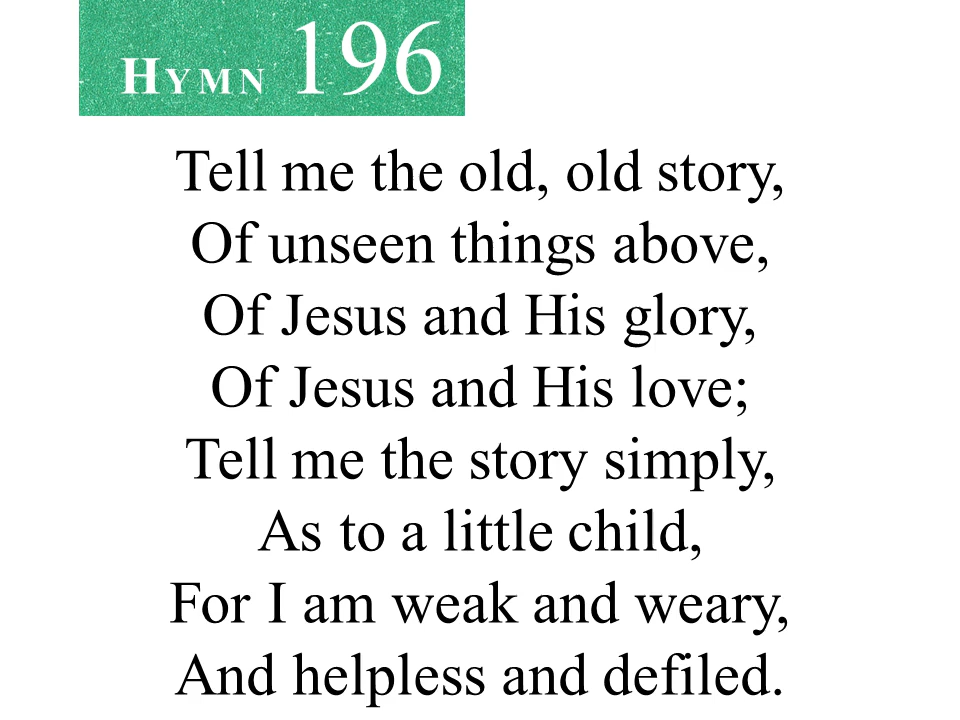 HYMN 196
Tell me the old, old story,
Of unseen things above,
Of Jesus and His glory,
Of Jesus and His love;
Tell me the story simply,
As to a little child,
For I am weak and weary,
And helpless and defiled.